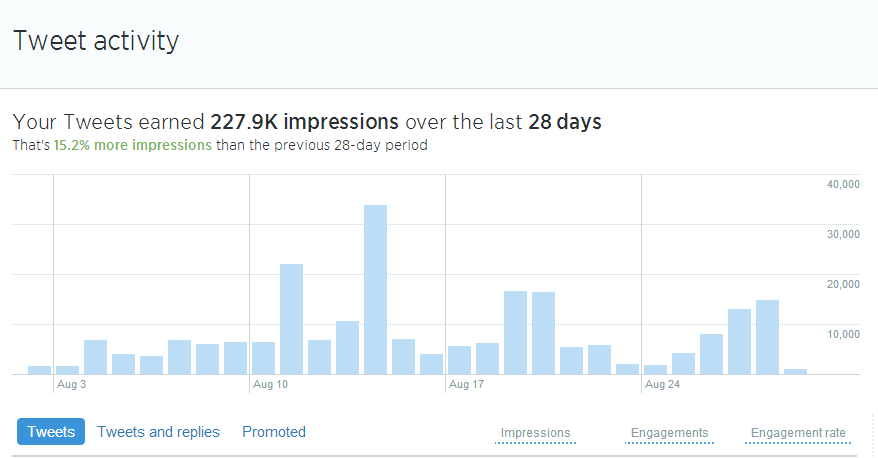 Tweet activity
Your Tweets earned 227.9K impressions over the last 28 days
That's 15.2% more impressions than the previous 28-day period
40,000
30,000
20,000
10,000
Aug 3 Aug 10 Aug 17 Aug 24
Tweets Tweets and replies Promoted Impressions Engagements Engagement rate